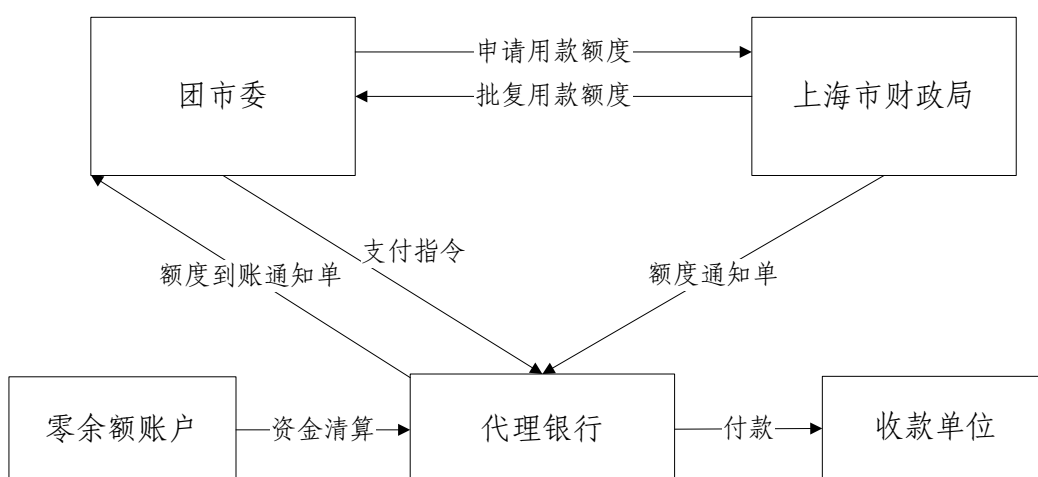 申请用款额度
团市委
批复用款额度
上海市财政局
支付指令
额度到账通知单
额度通知单
零余额账户
资金清算
代理银行
付款
收款单位